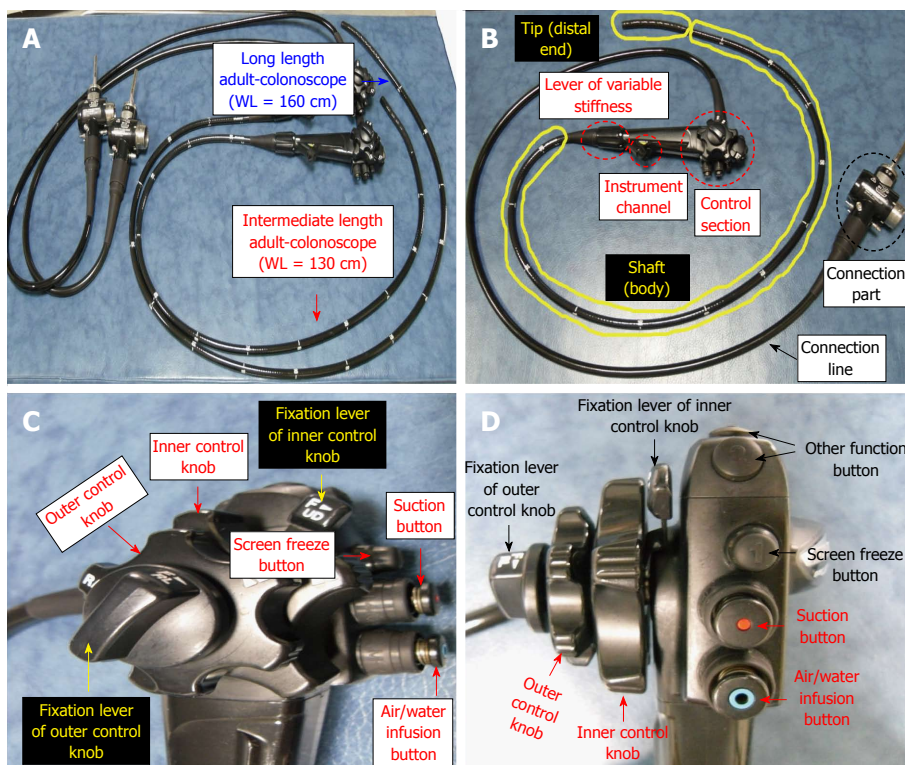 A
Long length
adult-colonoscope
(WL = 160 cm)
Intermediate length
adult-colonoscope
(WL = 130 cm)
B
Tip (distal
end)
Lever of variable
stiffness
Instrument
channel
Control
section
Shaft
(body)
Connection
part
Connection
line
C
Fixation lever
of inner control
knob
Inner control
knob
Outer control
knob
Suction
button
Screen freeze
button
Fixation lever
of outer control
knob
Air/water
infusion
button
D
Fixation lever of inner
control knob
Fixation lever
of outer
control knob
Other function
button
Screen freeze
button
Suction
button
Air/water
infusion
button
Outer
control
knob
Inner control
knob